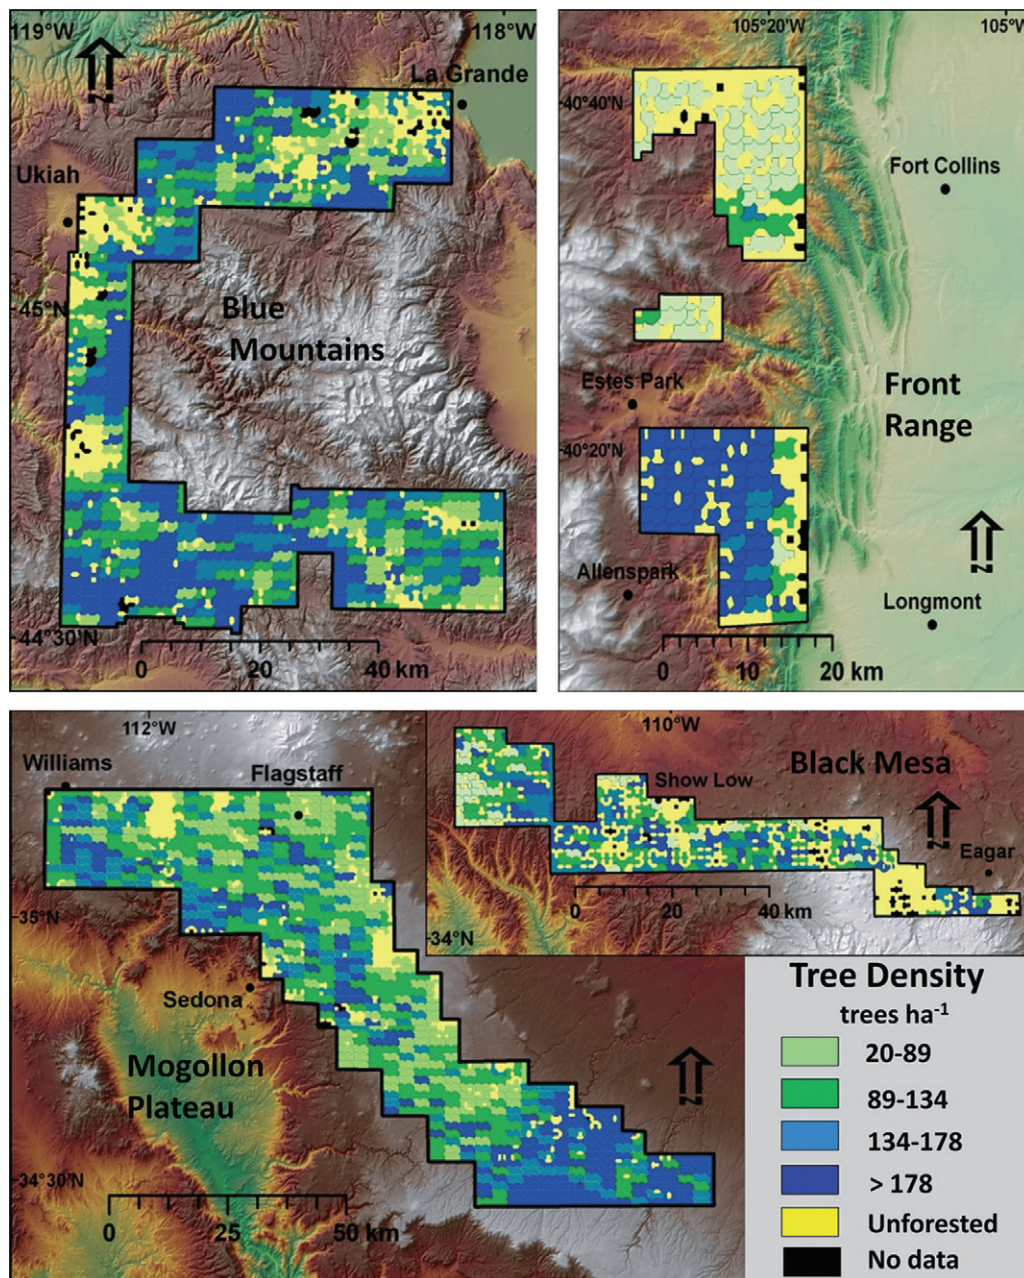 119°W
118°W
La Grande
Ukiah
45°N
Blue
Mountains
44°30'N
0 20 40 km
N
105°20'W
105°W
40°40'N
Fort Collins
Estes Park
Front
Range
40°20'N
Allenspark
Longmont
0 10 20 km
N
112°W
Williams
Flagstaff
35°N
Sedona
Mogollon
Plateau
34°30'N
0 25 50 km
N
110°W
Black Mesa
Show Low
Eagar
0 20 40 km
34°N
N
Tree Density
trees ha⁻¹
20-89
89-134
134-178
> 178
Unforested
No data